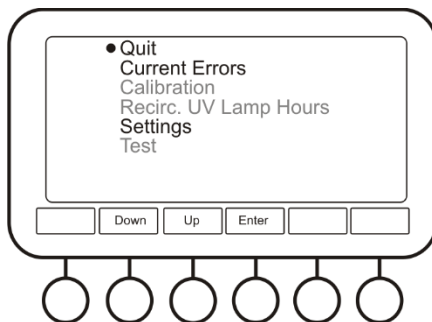 Quit
Current Errors
Calibration
Recirc. UV Lamp Hours
Settings
Test
Down Up Enter